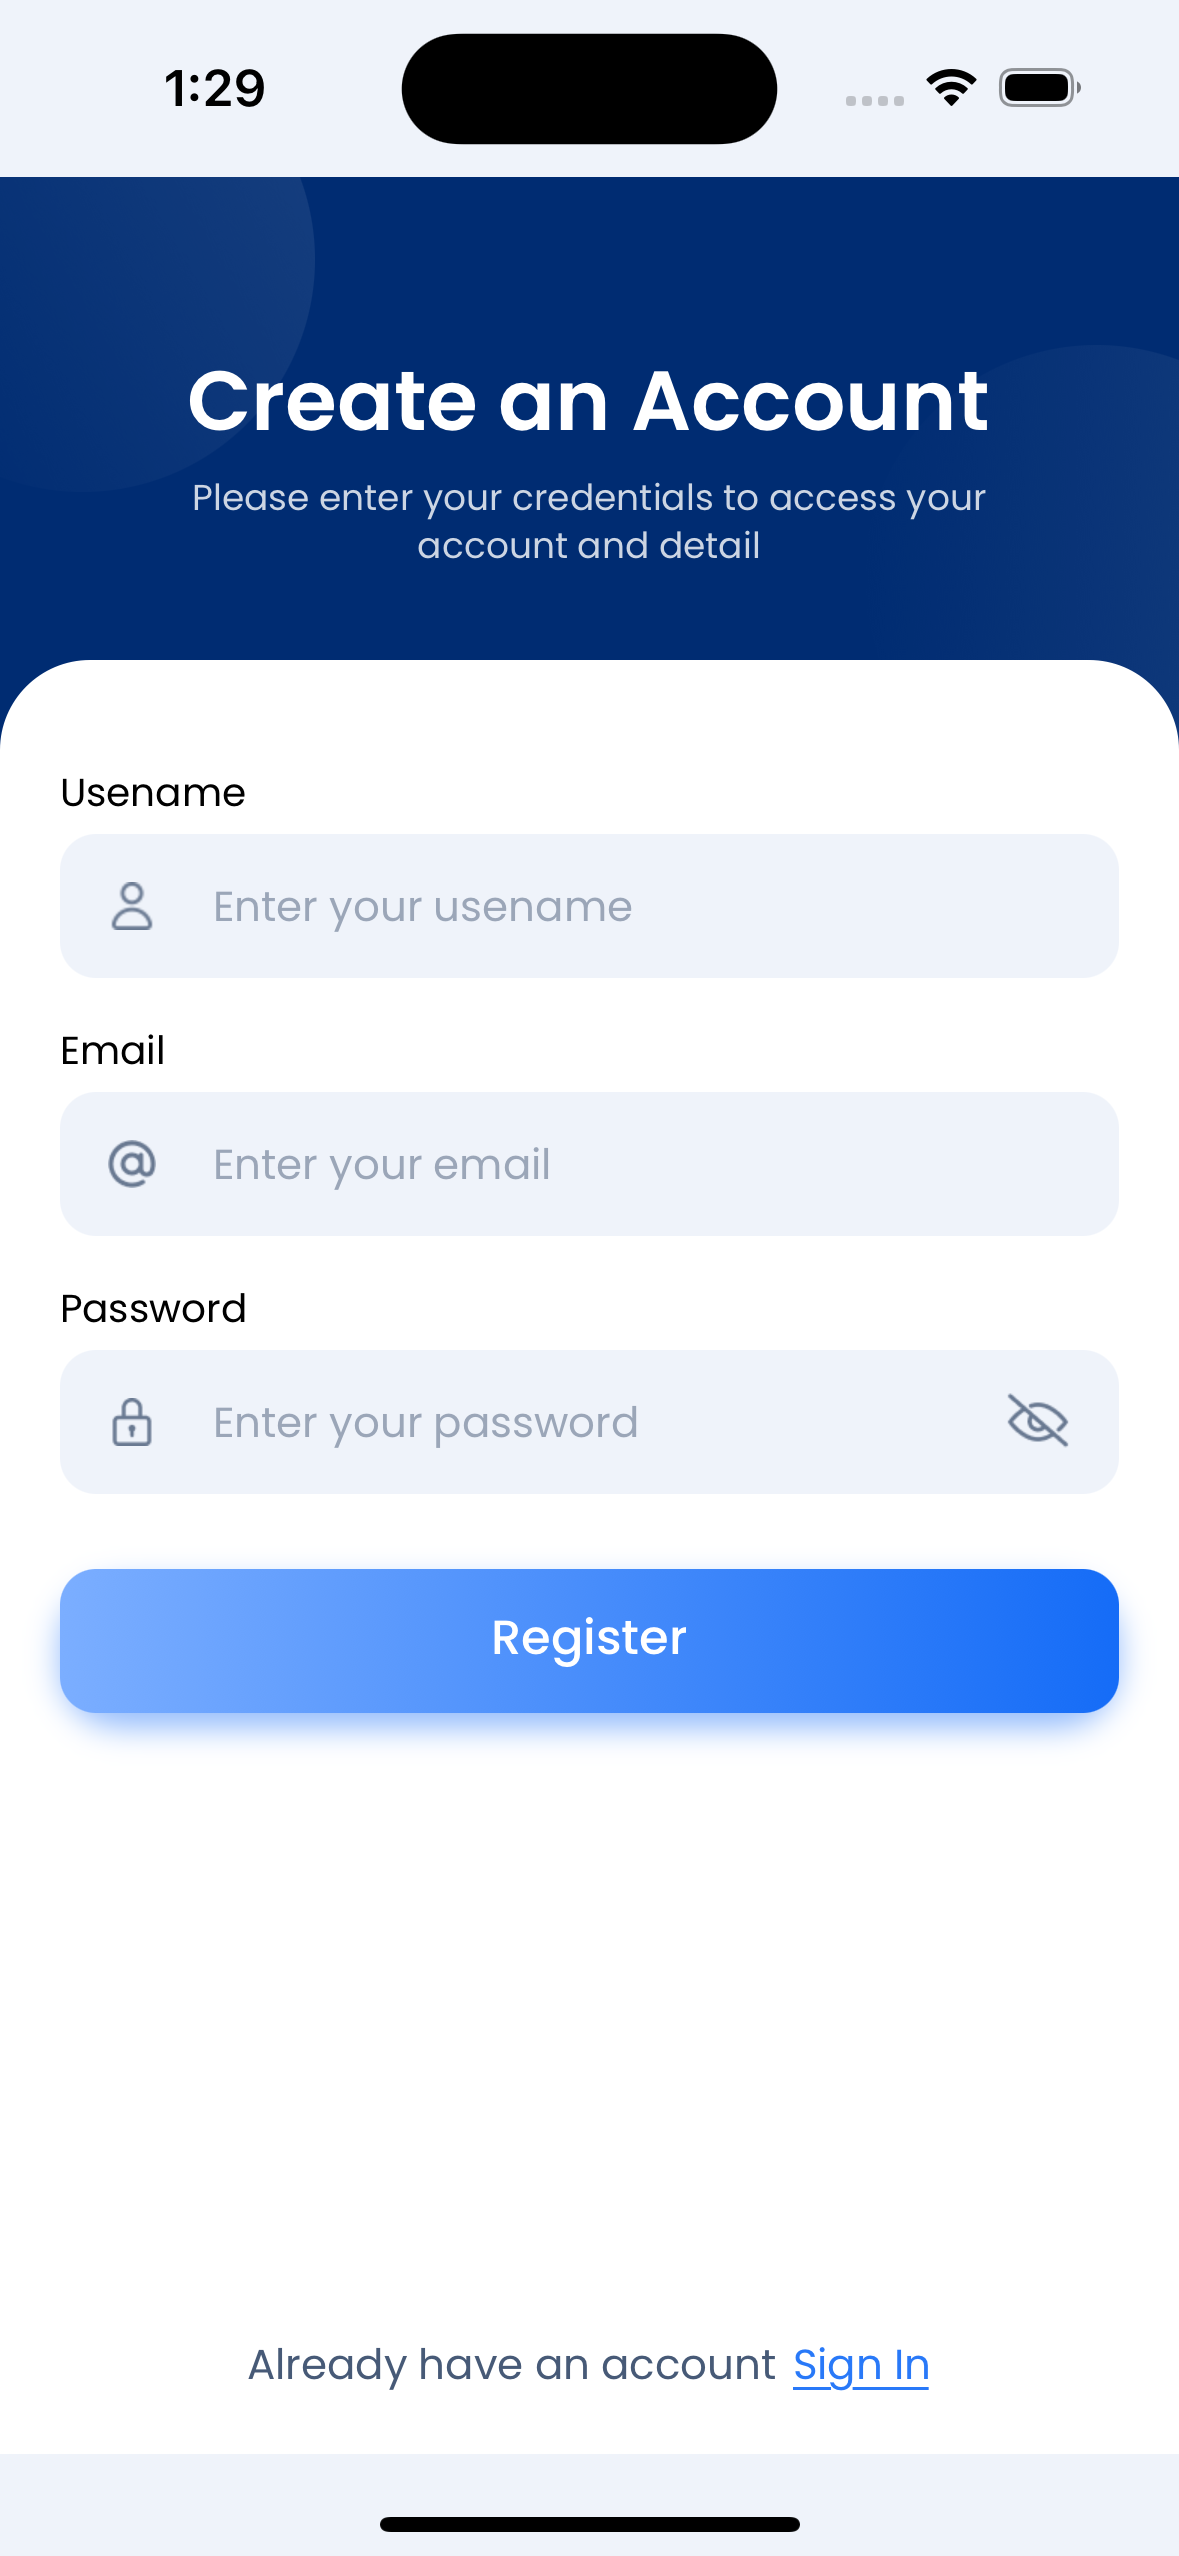 1:29
Create an Account
Please enter your credentials to access your
account and detail
Usename
Enter your usename
Email
Enter your email
Password
Enter your password
Register
Already have an account Sign In